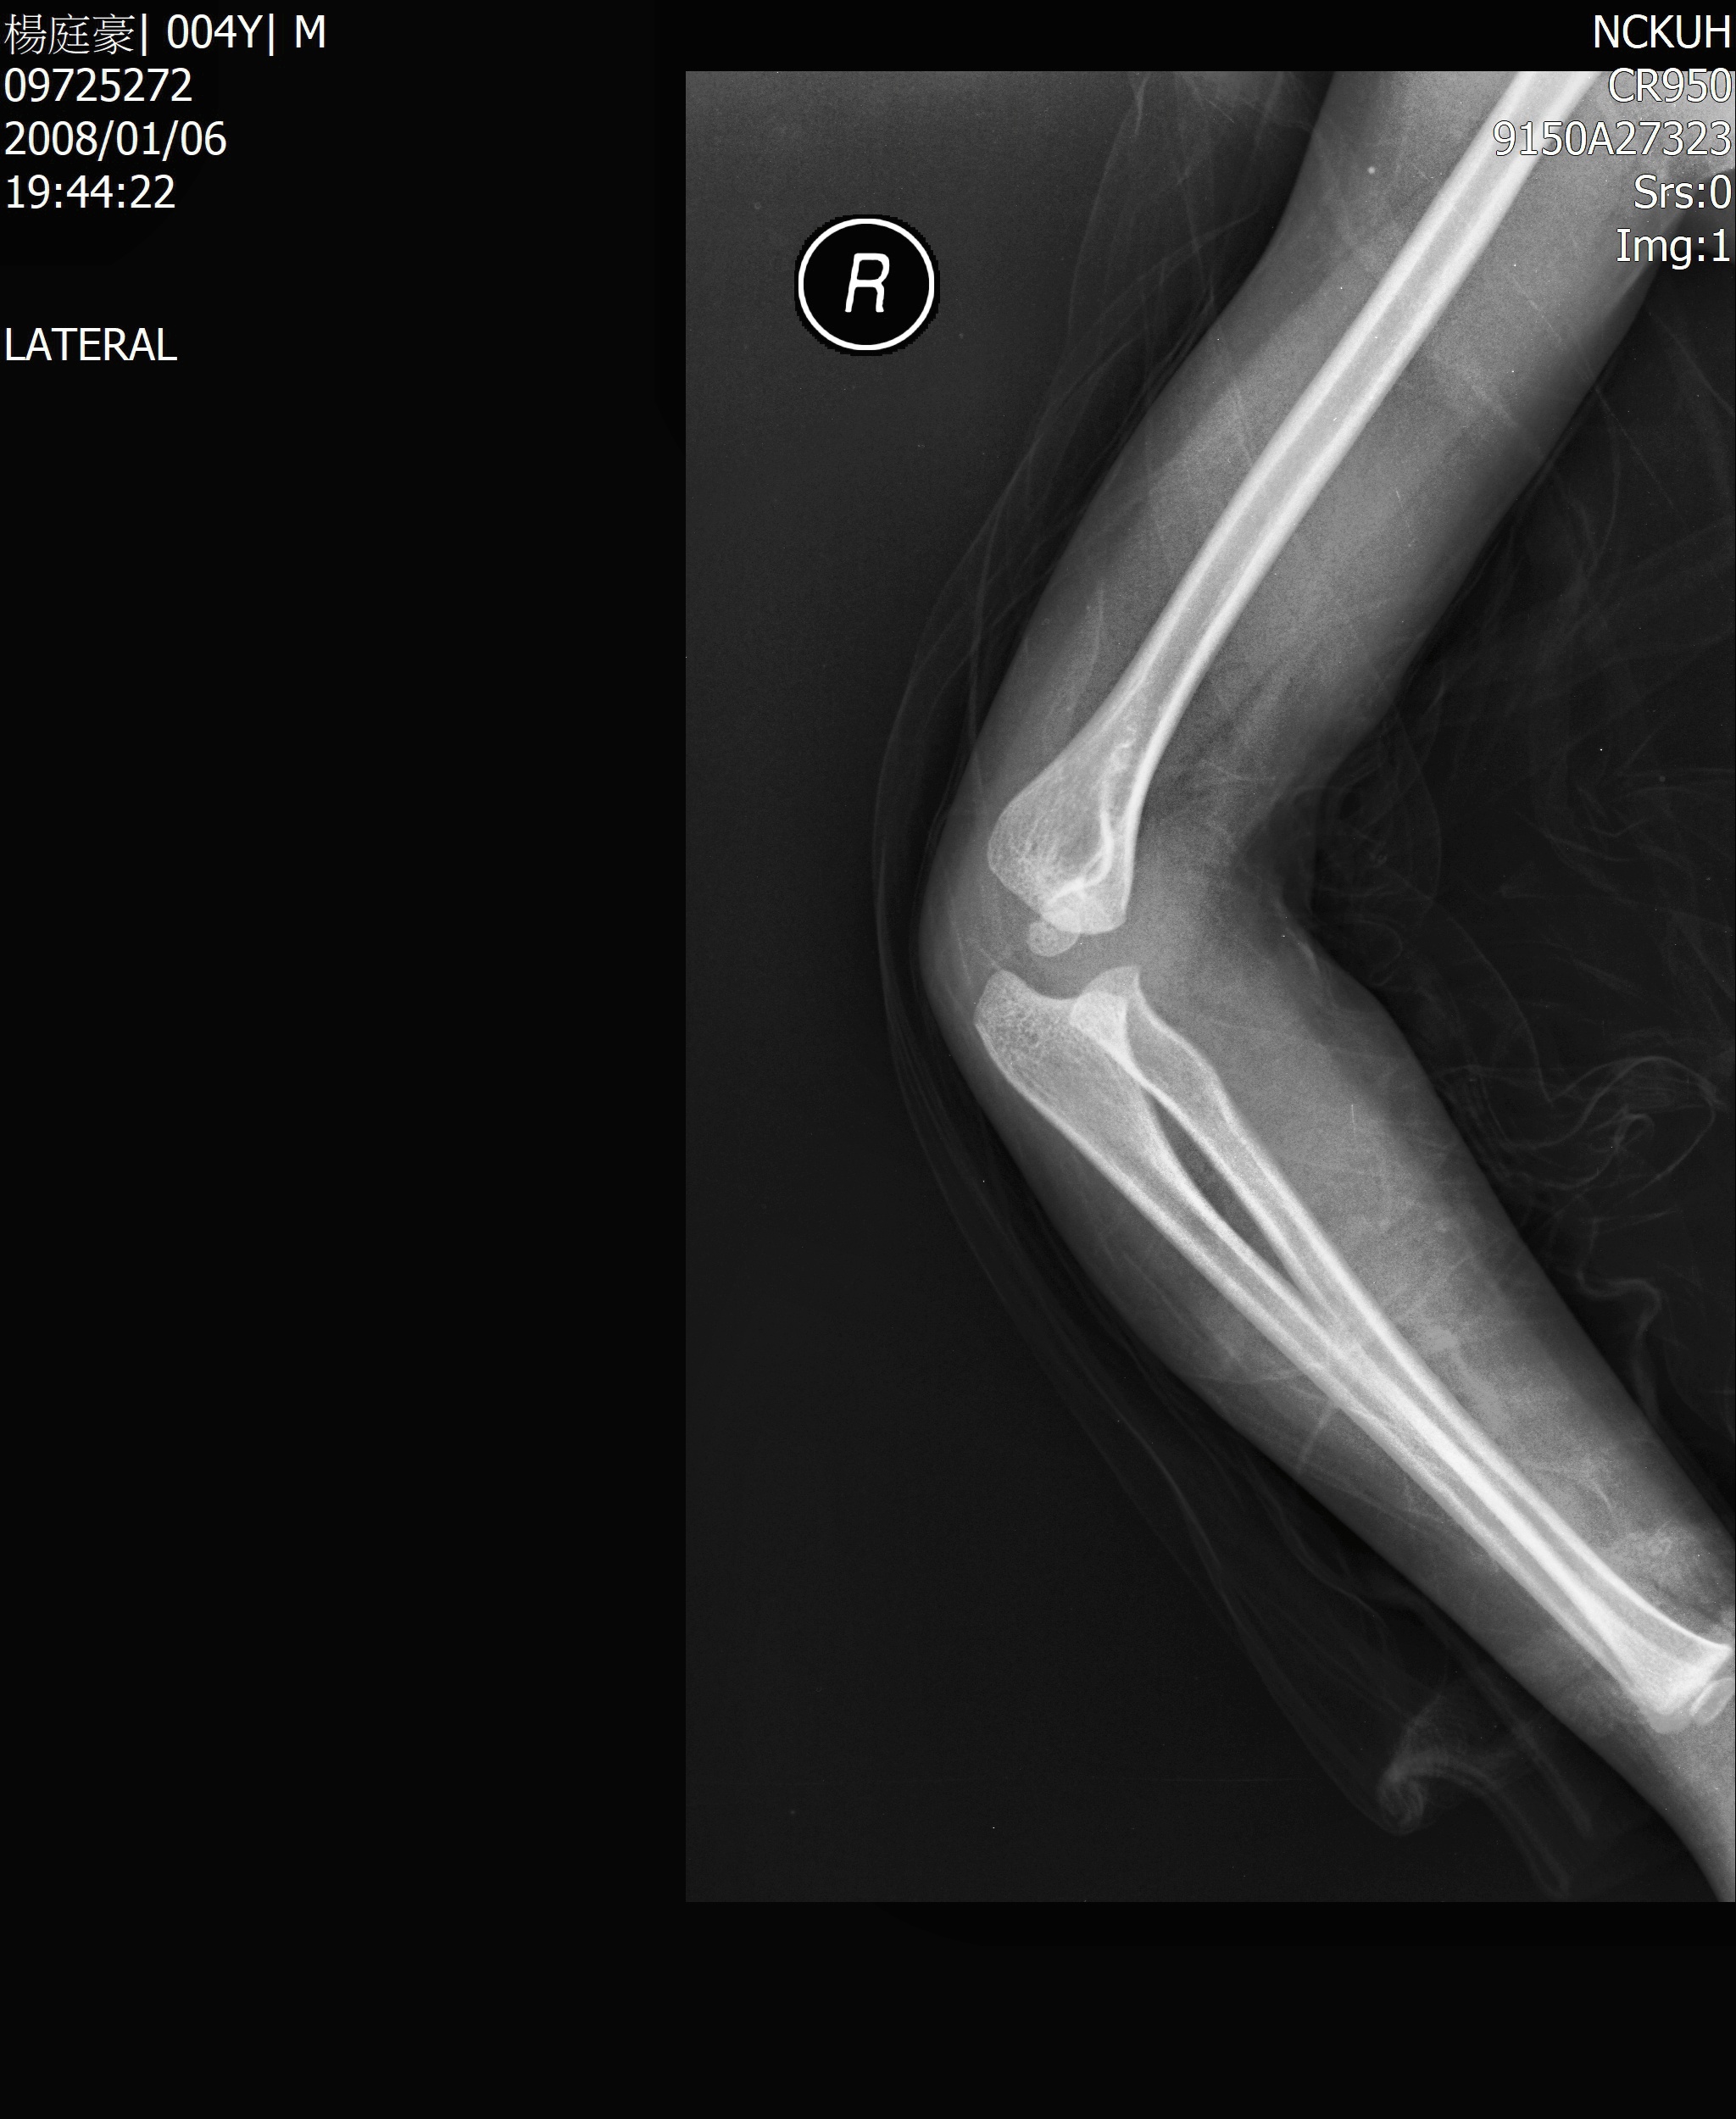 楊庭豪| 004Y| M
09725272
2008/01/06
19:44:22
LATERAL
NCKUH
CR950
9150A27323
Srs:0
Img:1
R